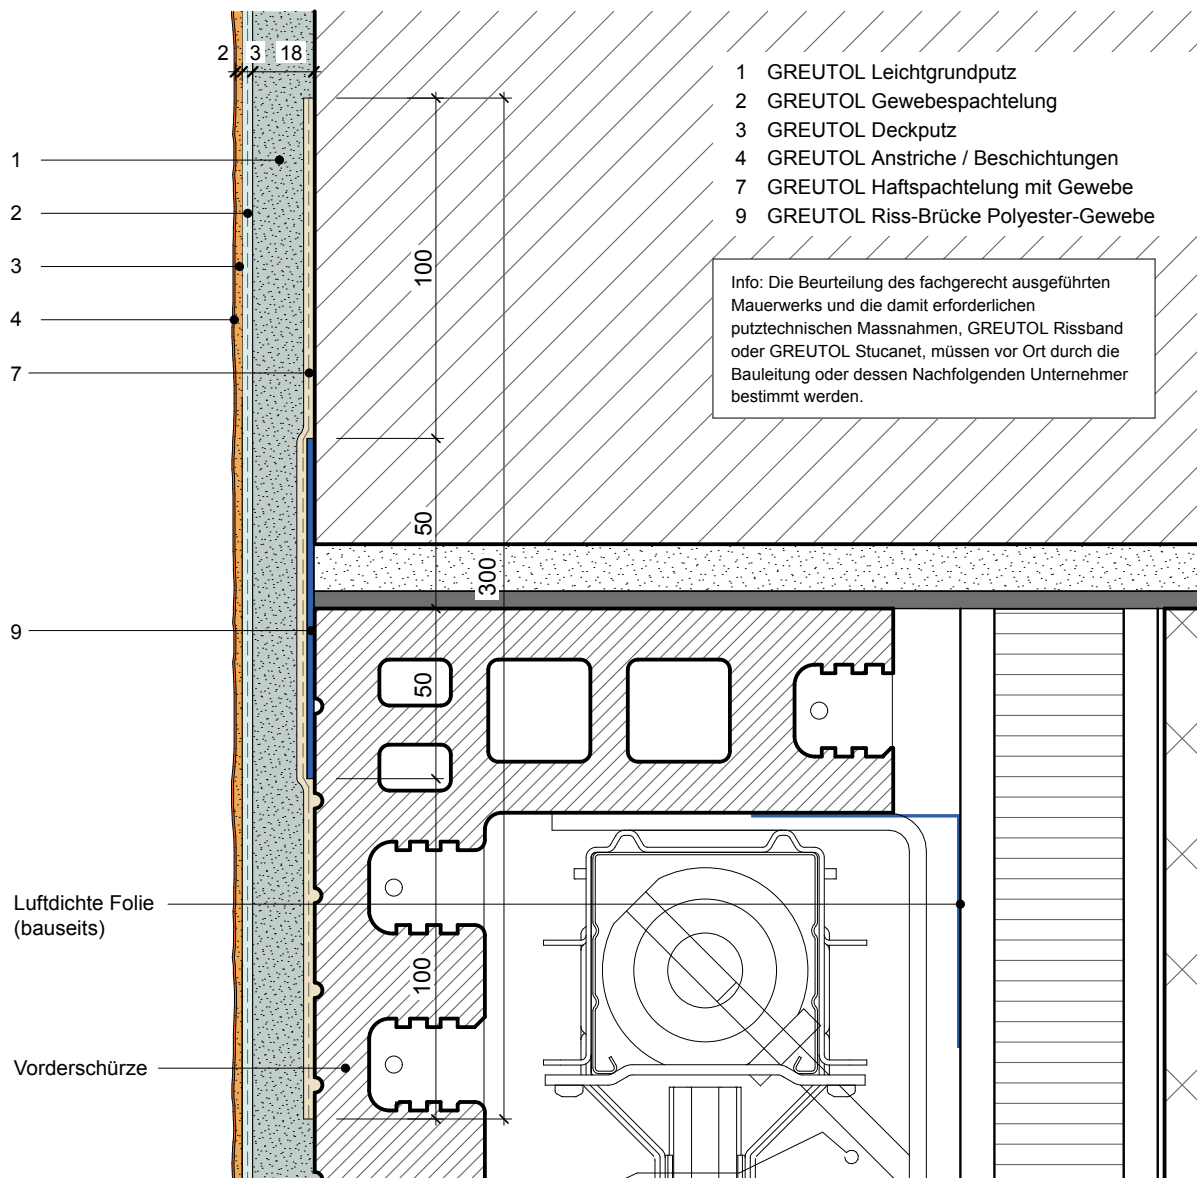 2 3 18
1 GREUTOL Leichtgrundputz
2 GREUTOL Gewebespachtelung
3 GREUTOL Deckputz
4 GREUTOL Anstriche / Beschichtungen
7 GREUTOL Haftspachtelung mit Gewebe
9 GREUTOL Riss-Brücke Polyester-Gewebe
Info: Die Beurteilung des fachgerecht ausgeführten
Mauerwerks und die damit erforderlichen
putztechnischen Massnahmen, GREUTOL Rissband
oder GREUTOL Stucanet, müssen vor Ort durch die
Bauleitung oder dessen Nachfolgenden Unternehmer
bestimmt werden.
1
2
3
4
7
9
100
50
300
50
100
Luftdichte Folie
(bauseits)
Vorderschürze